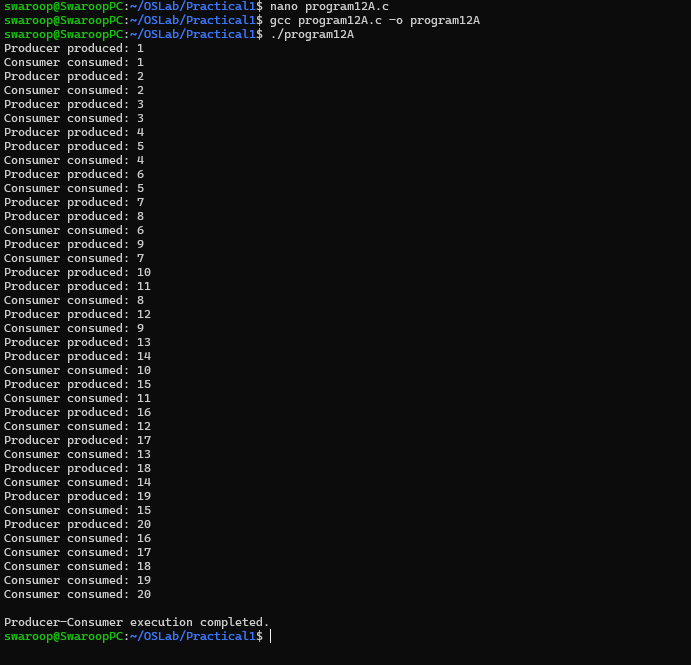 swaroop@SwaroopPC:~/OSLab/Practical1$ nano program12A.c
swaroop@SwaroopPC:~/OSLab/Practical1$ gcc program12A.c -o program12A
swaroop@SwaroopPC:~/OSLab/Practical1$ ./program12A
Producer produced: 1
Consumer consumed: 1
Producer produced: 2
Consumer consumed: 2
Producer produced: 3
Consumer consumed: 3
Producer produced: 4
Producer produced: 5
Consumer consumed: 4
Producer produced: 6
Consumer consumed: 5
Producer produced: 7
Producer produced: 8
Consumer consumed: 6
Producer produced: 9
Consumer consumed: 7
Producer produced: 10
Producer produced: 11
Consumer consumed: 8
Producer produced: 12
Consumer consumed: 9
Producer produced: 13
Producer produced: 14
Consumer consumed: 10
Producer produced: 15
Consumer consumed: 11
Producer produced: 16
Consumer consumed: 12
Producer produced: 17
Consumer consumed: 13
Producer produced: 18
Consumer consumed: 14
Producer produced: 19
Consumer consumed: 15
Producer produced: 20
Consumer consumed: 16
Consumer consumed: 17
Consumer consumed: 18
Consumer consumed: 19
Consumer consumed: 20
Producer-Consumer execution completed.
swaroop@SwaroopPC:~/OSLab/Practical1$